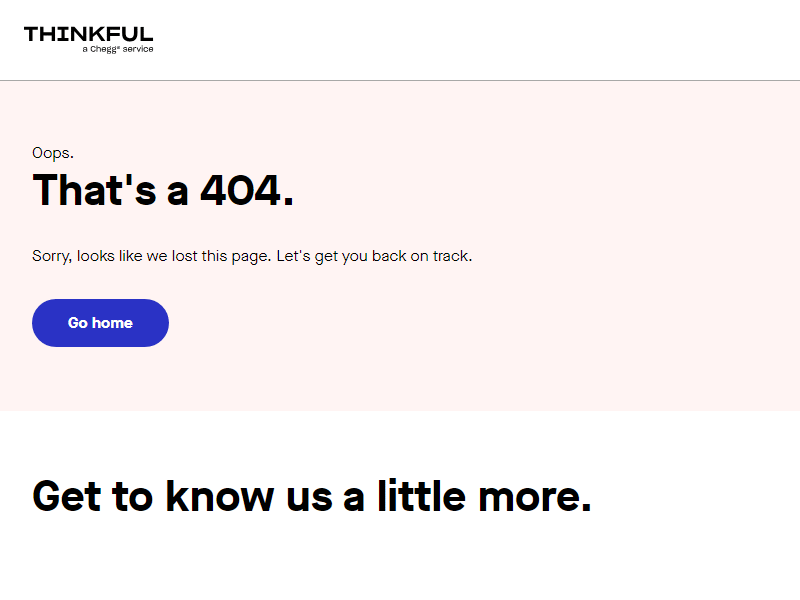 THINKFUL
a Chegg® service
Oops.
That's a 404.
Sorry, looks like we lost this page. Let's get you back on track.
Go home
Get to know us a little more.